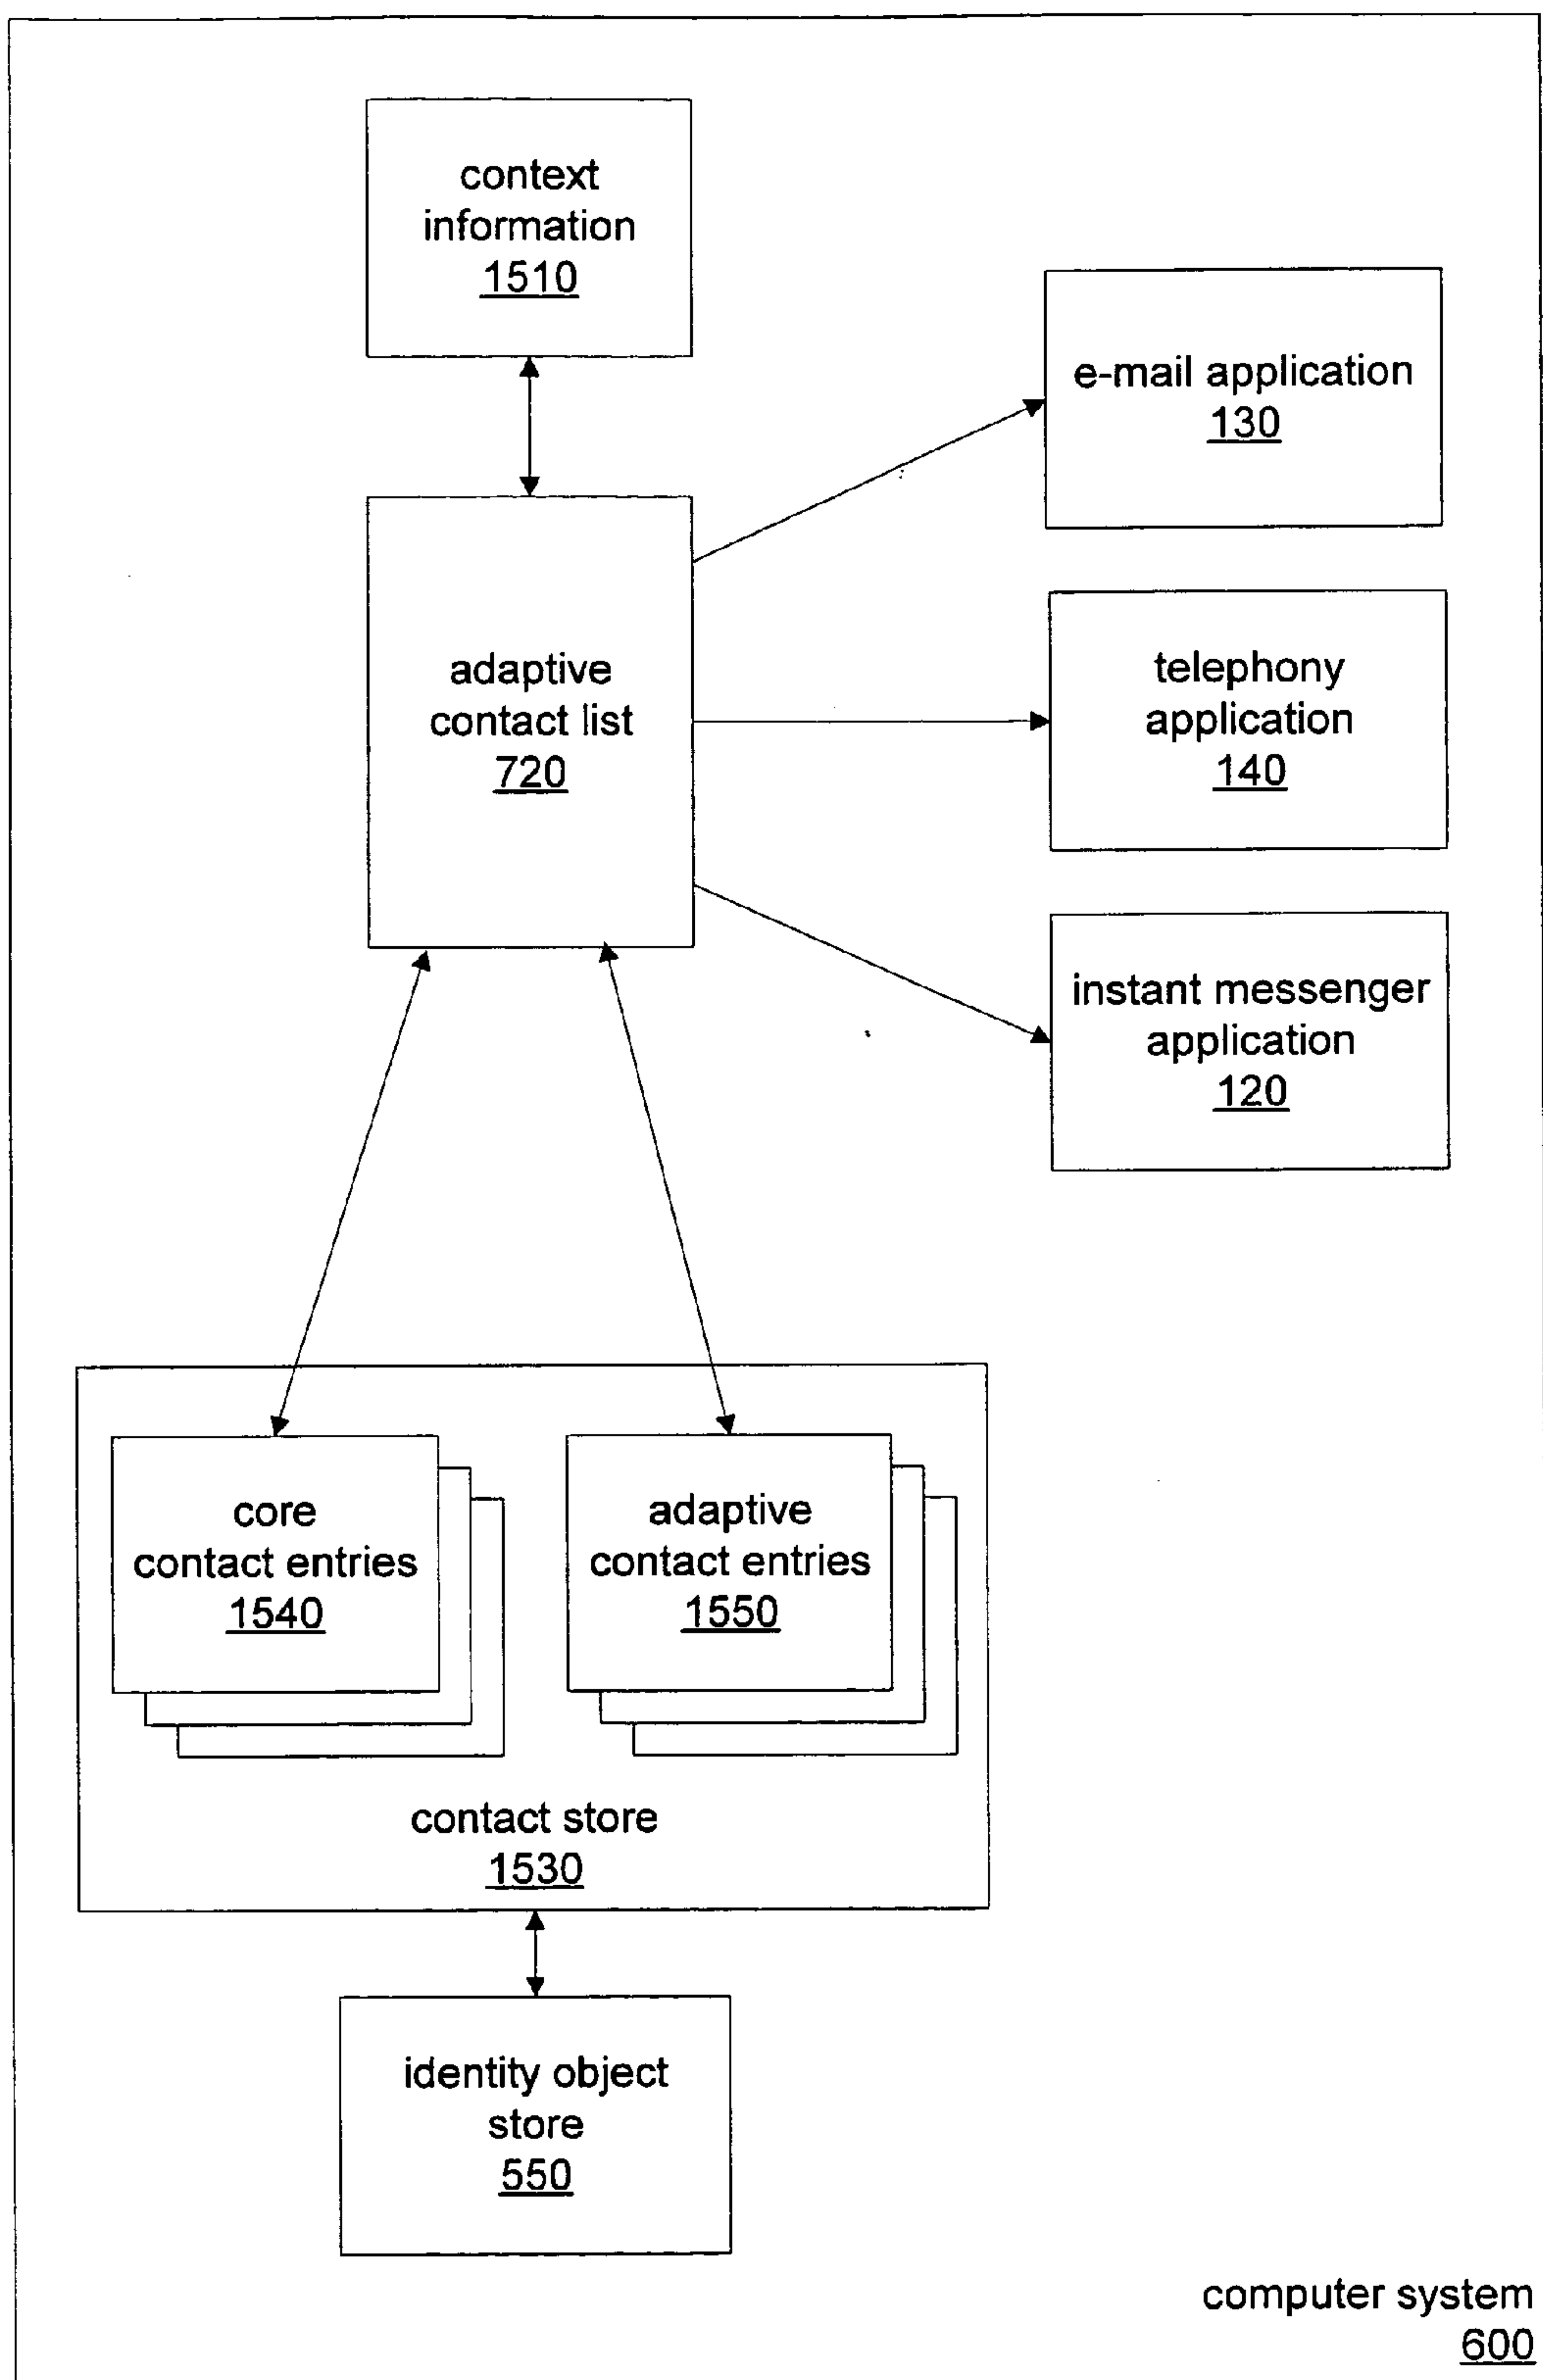 context
information
1510
e-mail application
130
adaptive
contact list
720
telephony
application
140
instant messenger
application
120
core
contact entries
1540
adaptive
contact entries
1550
contact store
1530
identity object
store
550
computer system
600